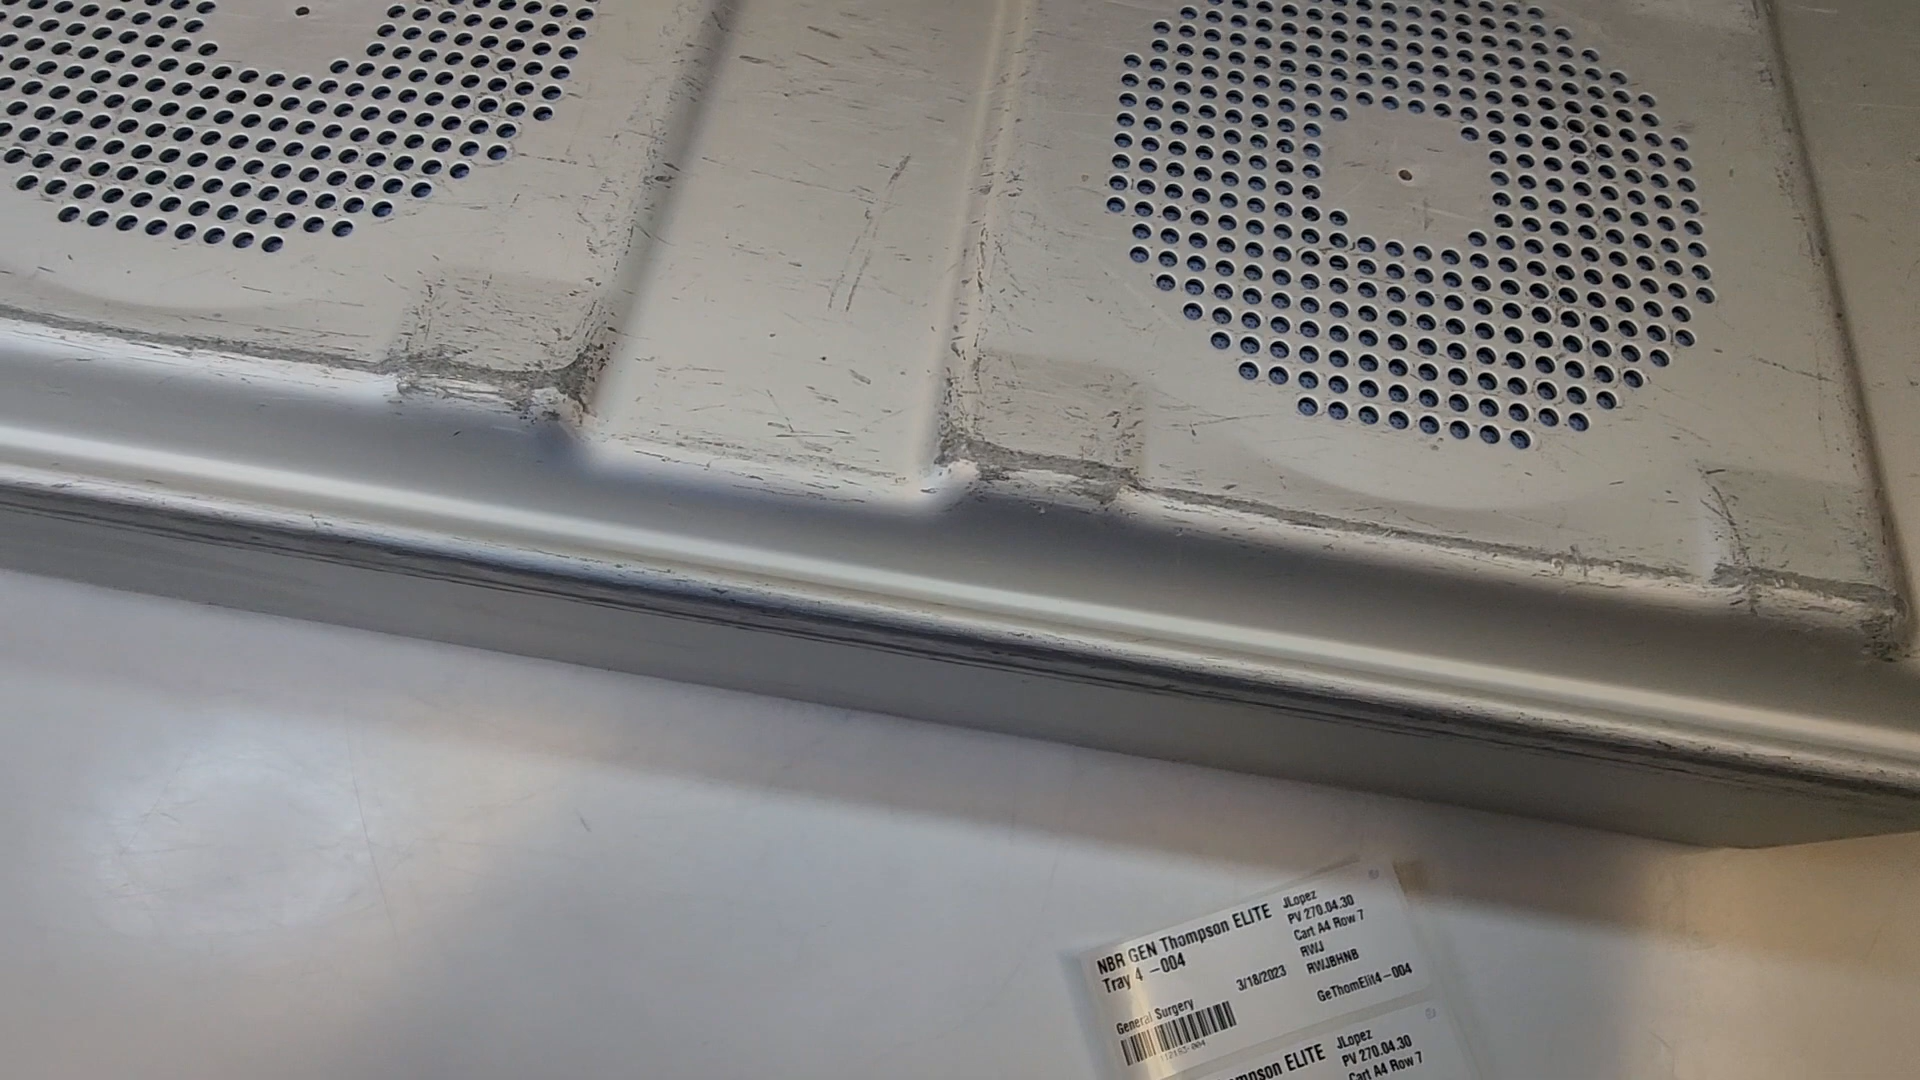 NBR GEN Thompson ELITE
Tray 4 -004
JLopez
PV 270.04.30
Cart A4 Row 7
RWJ
3/18/2023
RWJBHNB
General Surgery
GeThomElit4-004
JLopez
ELITE
PV 270.04.30
Cart A4 Row 7